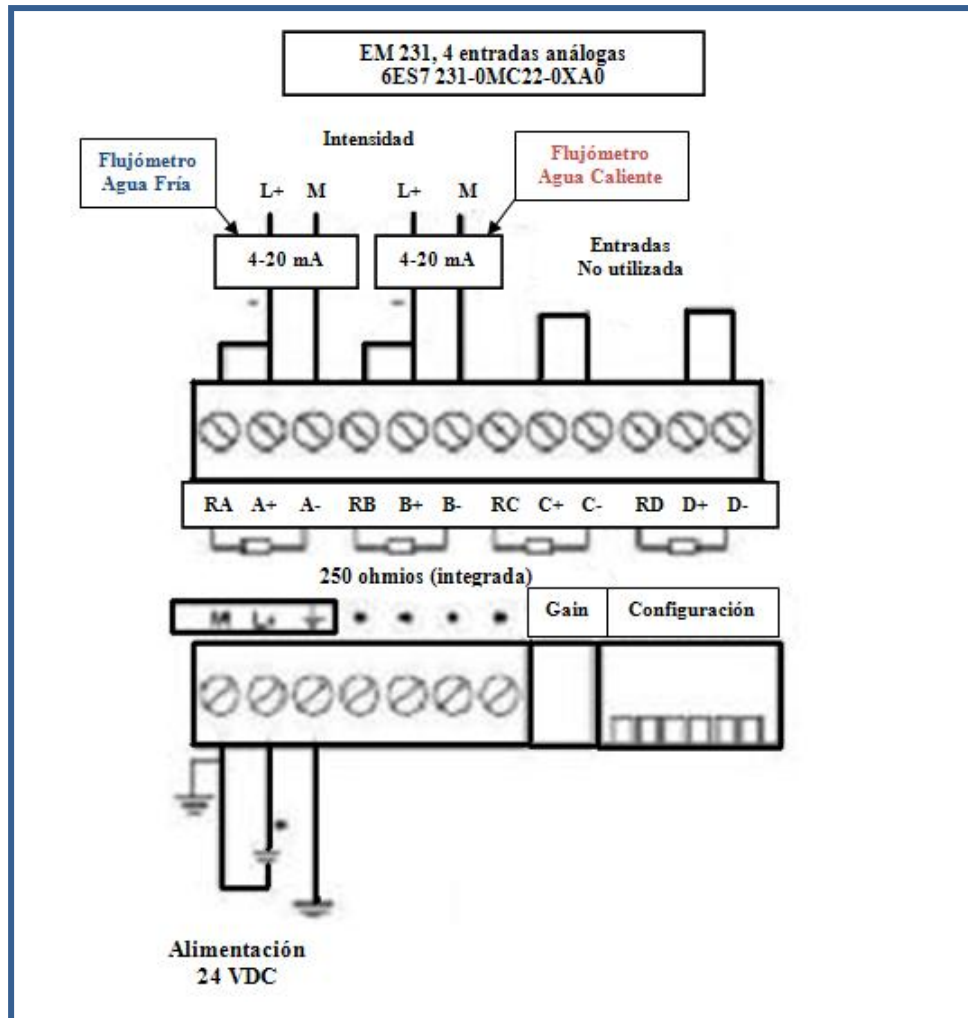 EM 231, 4 entradas análogas
6ES7 231-0MC22-0XA0
Intensidad
Flujómetro
Agua Fría
Flujómetro
Agua Caliente
L+ M L+ M
4-20 mA 4-20 mA
Entradas
No utilizada
- -
RA A+ A- RB B+ B- RC C+ C- RD D+ D-
250 ohmios (integrada)
M L+
Gain Configuración
Alimentación
24 VDC